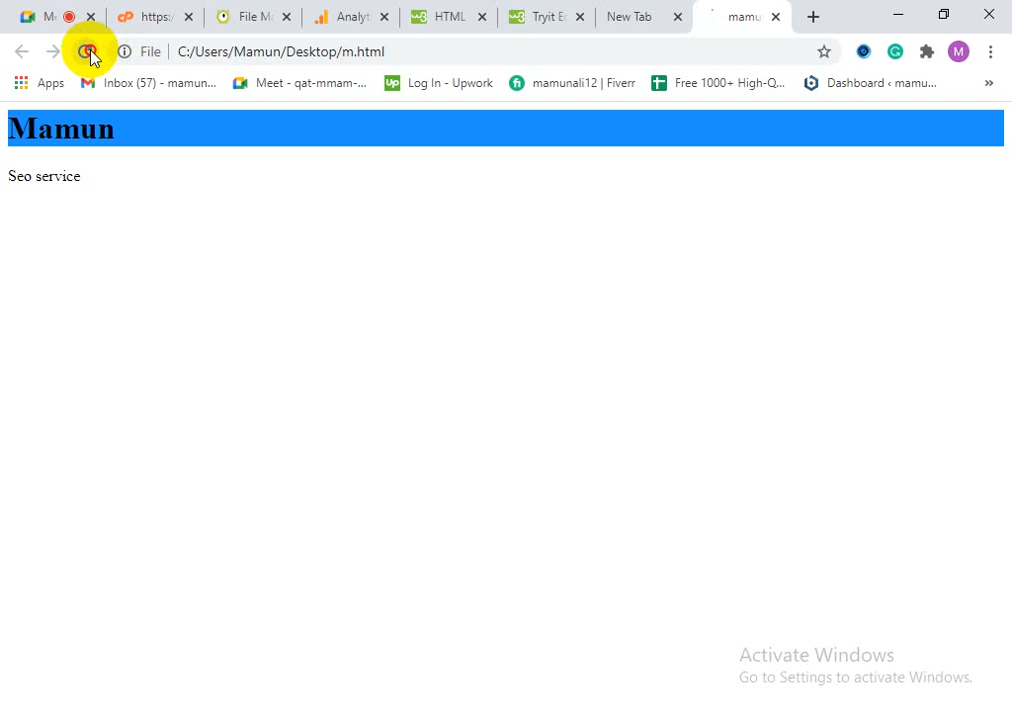 M
https:/
File Ma
Analyt
HTML
Tryit E
New Tab
mamu
File
C:/Users/Mamun/Desktop/m.html
M
Apps
Inbox (57) - mamun...
Meet - qat-mmam-...
Up
Log In - Upwork
mamunali12 | Fiverr
Free 1000+ High-Q...
Dashboard ‹ mamu...
»
Mamun
Seo service
Activate Windows
Go to Settings to activate Windows.